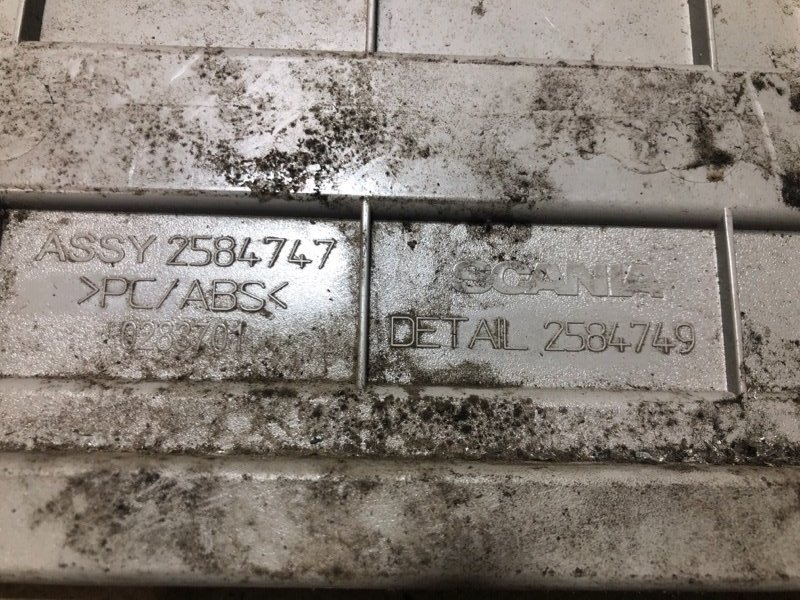 ASSY 2584747
>PC/ABS<
SCANIA
DETAIL 2584749